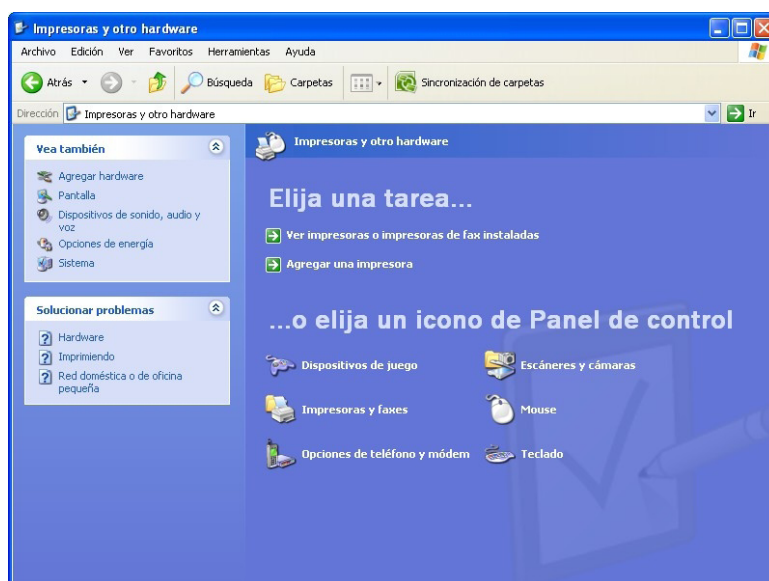 Impresoras y otro hardware
Archivo Edición Ver Favoritos Herramientas Ayuda
Atrás Búsqueda Carpetas Sincronización de carpetas
Dirección Impresoras y otro hardware Ir
Vea también
Agregar hardware
Pantalla
Dispositivos de sonido, audio y
voz
Opciones de energía
Sistema
Solucionar problemas
Hardware
Imprimiendo
Red doméstica o de oficina
pequeña
Impresoras y otro hardware
Elija una tarea...
Ver impresoras o impresoras de fax instaladas
Agregar una impresora
...o elija un icono de Panel de control
Dispositivos de juego Escáneres y cámaras
Impresoras y faxes Mouse
Opciones de teléfono y módem Teclado